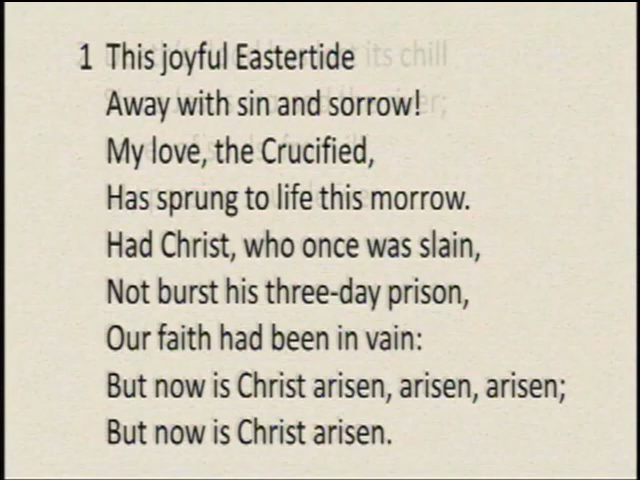 1 This joyful Eastertide
Away with sin and sorrow!
My love, the Crucified,
Has sprung to life this morrow.
Had Christ, who once was slain,
Not burst his three-day prison,
Our faith had been in vain:
But now is Christ arisen, arisen, arisen;
But now is Christ arisen.
its chill